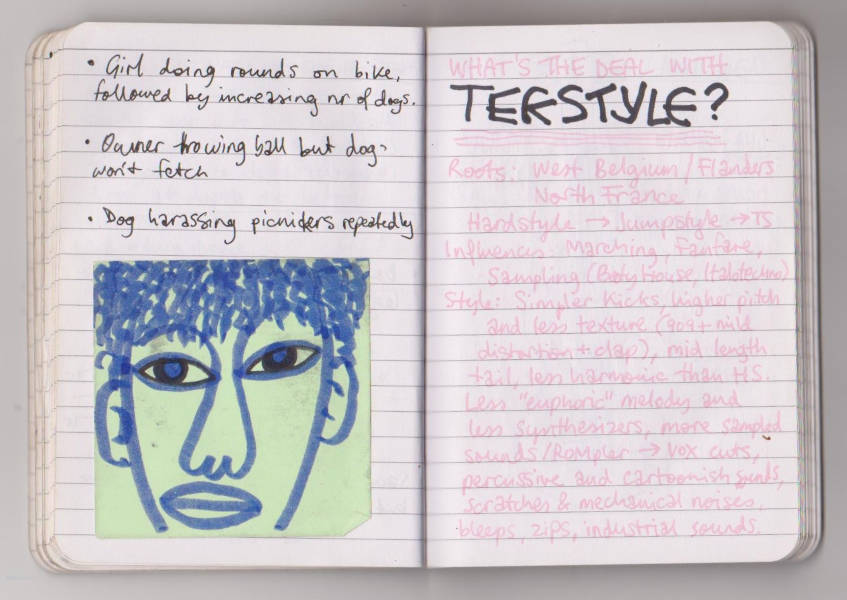 • Girl doing rounds on bike,
followed by increasing nr of dogs.
• Owner throwing ball but dog
won't fetch
• Dog harassing picnickers repeatedly
WHAT'S THE DEAL WITH
TEKSTYLE?
Roots: West Belgium / Flanders
North France
Hardstyle → Jumpstyle → TS
Influences: Marching, Fanfare,
Sampling (Booty House, Italotechno)
Style: Simpler Kicks, higher pitch
and less texture (909 + mild
distortion + clap), mid length
tail, less harmonic than HS.
Less "euphoric" melody and
less synthesizers, more sampled
sounds/Rompler → vox cuts,
percussive and cartoonish sounds,
scratches & mechanical noises,
bleeps, zips, industrial sounds.